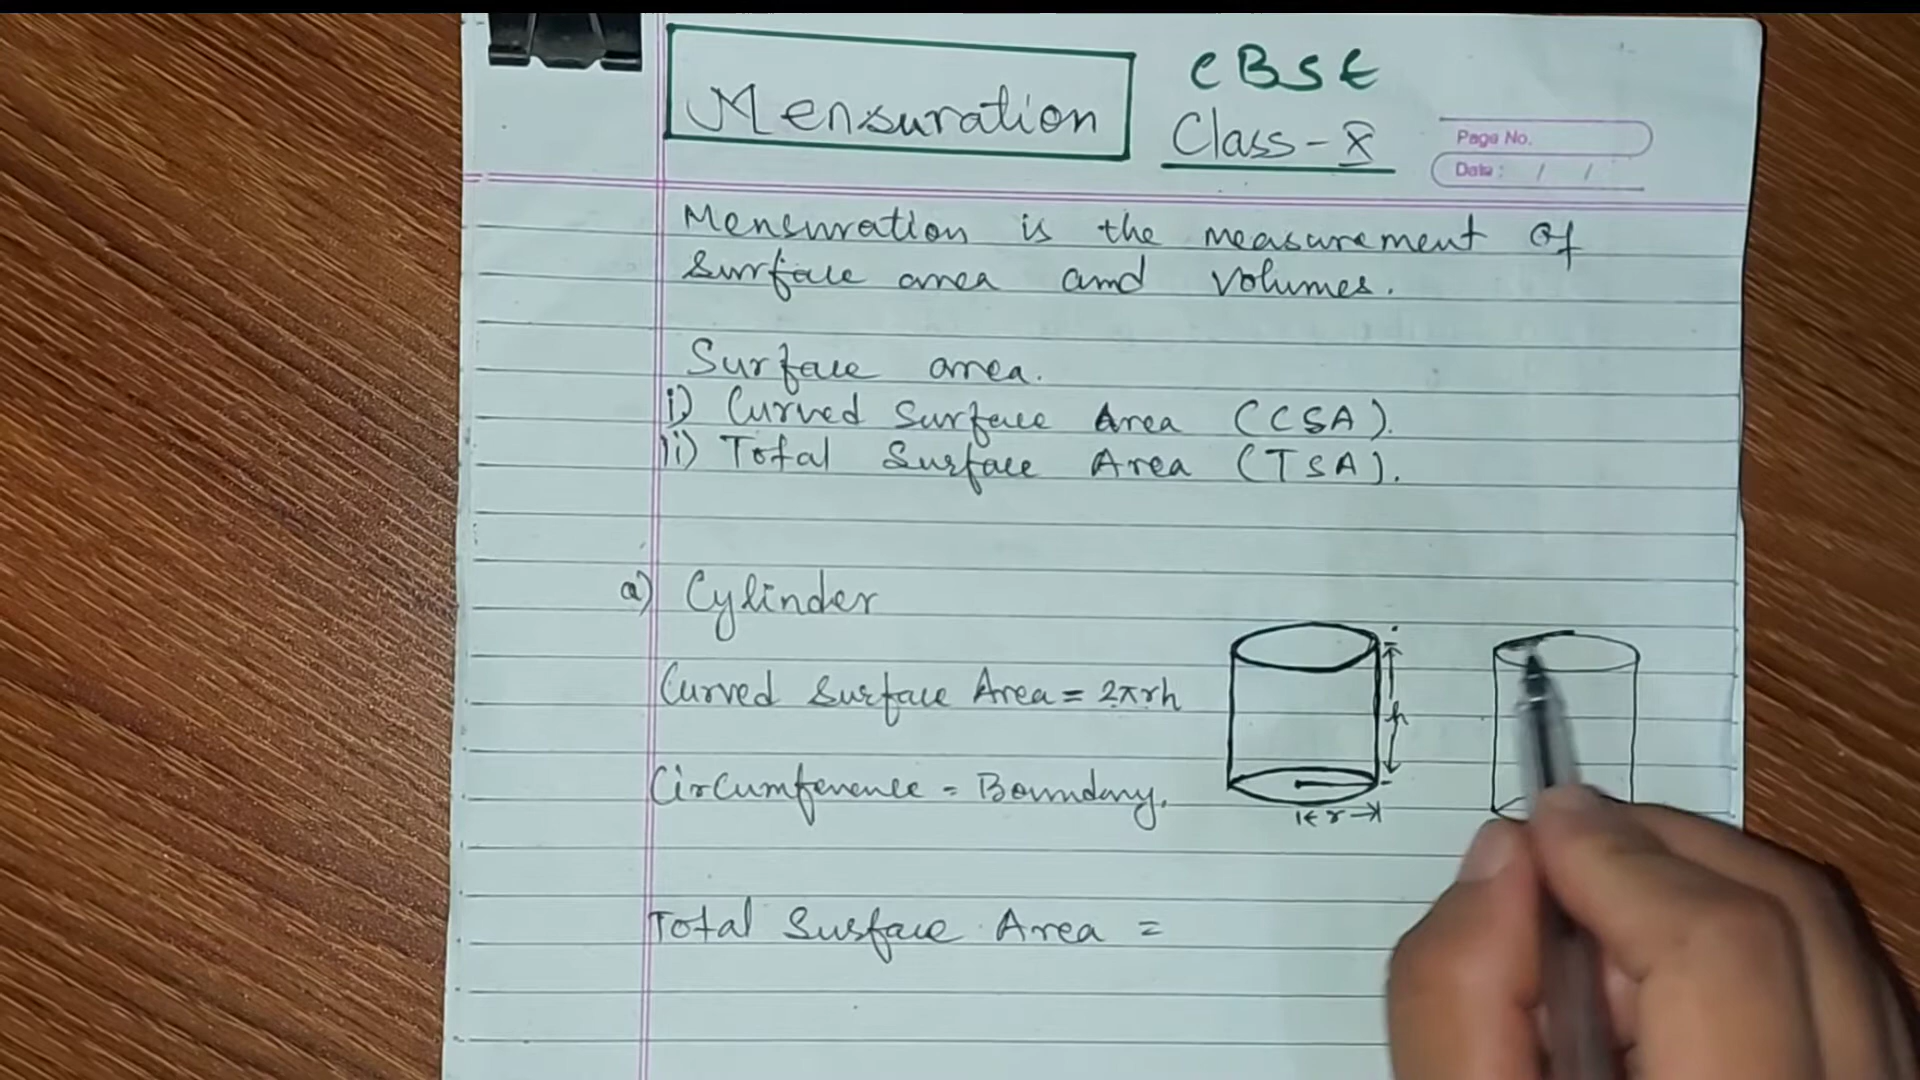 Mensuration
CBSE
Class-X
Page No.
Date : / /
Mensuration is the measurement of
surface area and volumes.
Surface area.
i) Curved Surface Area (CSA).
ii) Total Surface Area (TSA).
a) Cylinder
Curved Surface Area = 2πrh
h
Circumference = Boundary.
r
Total Surface Area =